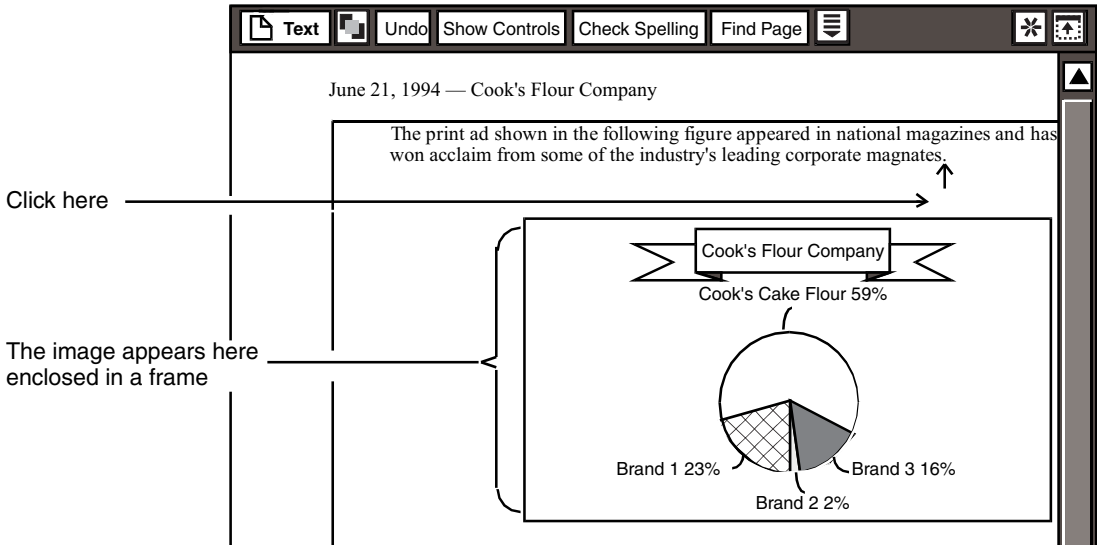 Text Undo Show Controls Check Spelling Find Page
June 21, 1994 — Cook's Flour Company
The print ad shown in the following figure appeared in national magazines and has
won acclaim from some of the industry's leading corporate magnates.
Click here
Cook's Flour Company
Cook's Cake Flour 59%
The image appears here
enclosed in a frame
Brand 1 23%
Brand 3 16%
Brand 2 2%